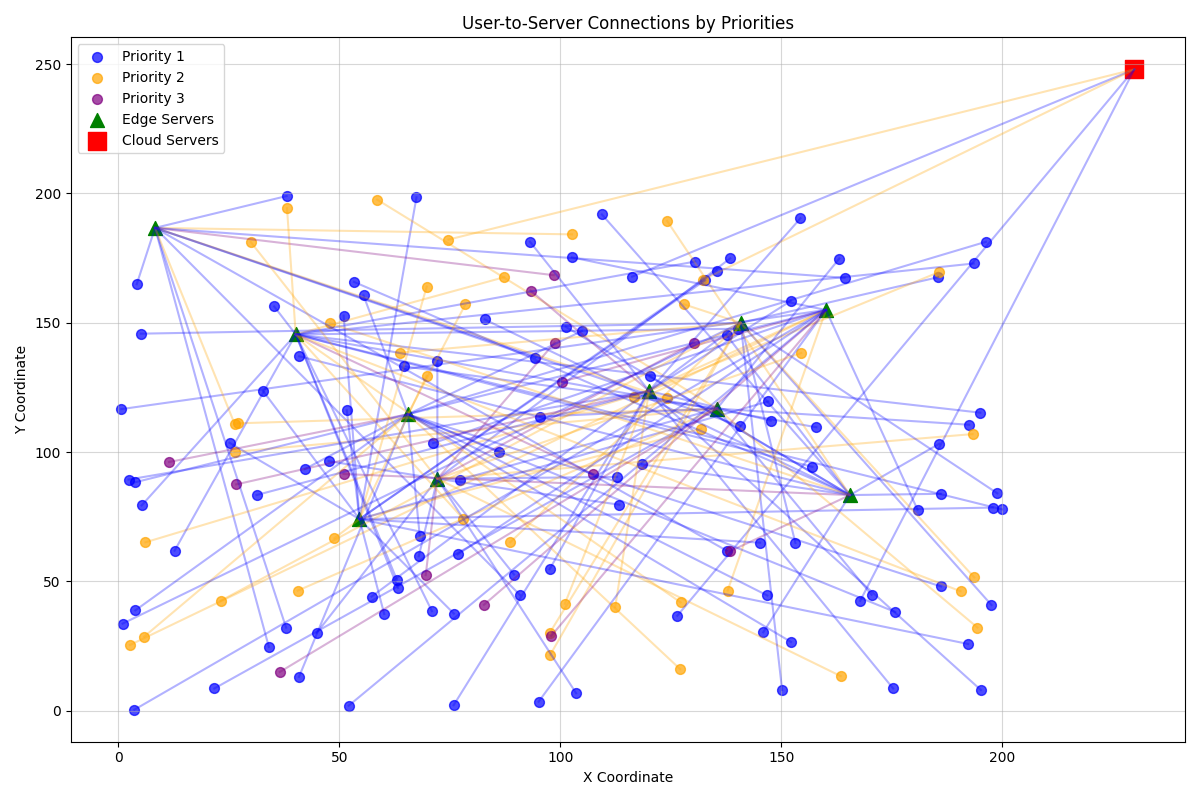 User-to-Server Connections by Priorities
Priority 1
Priority 2
Priority 3
Edge Servers
Cloud Servers
250
200
150
100
50
0
Y Coordinate
0
50
100
150
200
X Coordinate